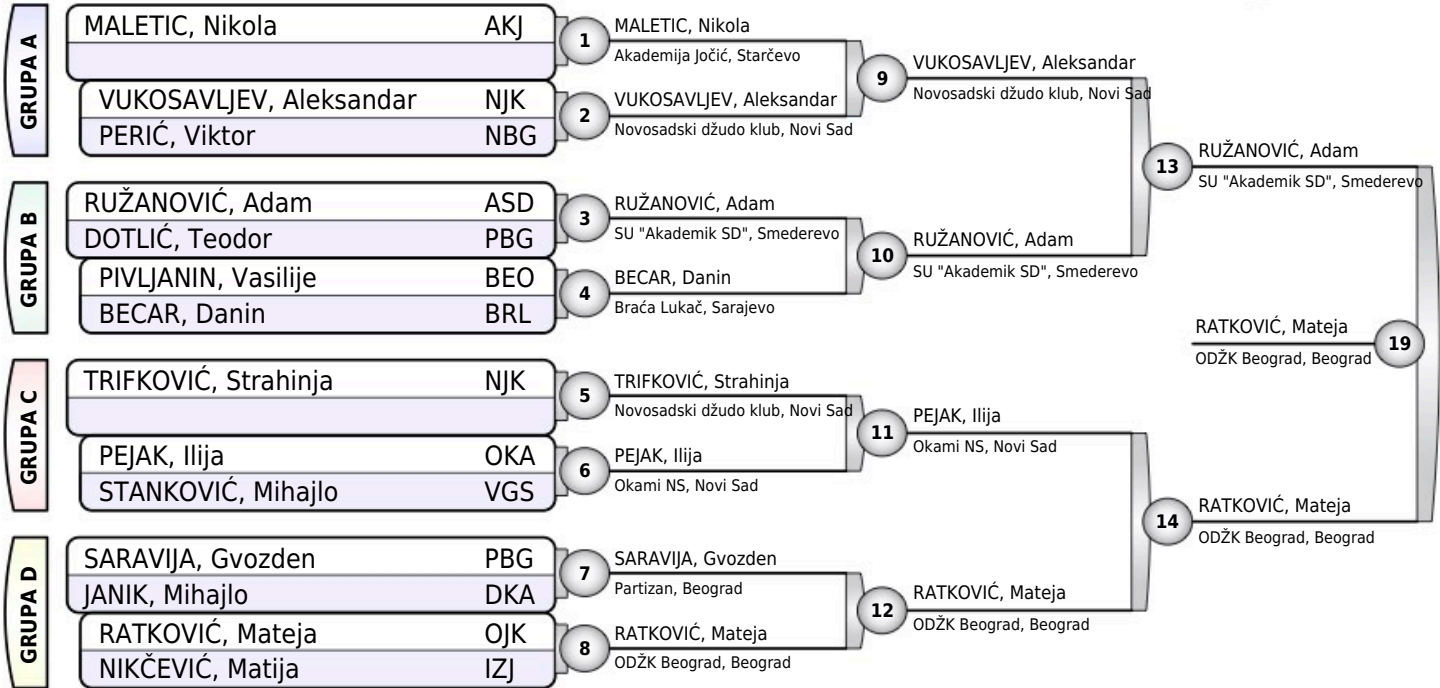 GRUPA A
MALETIC, Nikola AKJ
VUKOSAVLJEV, Aleksandar NJK
PERIĆ, Viktor NBG
1
MALETIC, Nikola
Akademija Jočić, Starčevo
2
VUKOSAVLJEV, Aleksandar
Novosadski džudo klub, Novi Sad
9
VUKOSAVLJEV, Aleksandar
Novosadski džudo klub, Novi Sad
GRUPA B
RUŽANOVIĆ, Adam ASD
DOTLIĆ, Teodor PBG
PIVLJANIN, Vasilije BEO
BECAR, Danin BRL
3
RUŽANOVIĆ, Adam
SU "Akademik SD", Smederevo
4
BECAR, Danin
Braća Lukač, Sarajevo
10
RUŽANOVIĆ, Adam
SU "Akademik SD", Smederevo
13
RUŽANOVIĆ, Adam
SU "Akademik SD", Smederevo
GRUPA C
TRIFKOVIĆ, Strahinja NJK
PEJAK, Ilija OKA
STANKOVIĆ, Mihajlo VGS
5
TRIFKOVIĆ, Strahinja
Novosadski džudo klub, Novi Sad
6
PEJAK, Ilija
Okami NS, Novi Sad
11
PEJAK, Ilija
Okami NS, Novi Sad
GRUPA D
SARAVIJA, Gvozden PBG
JANIK, Mihajlo DKA
RATKOVIĆ, Mateja OJK
NIKČEVIĆ, Matija IZJ
7
SARAVIJA, Gvozden
Partizan, Beograd
8
RATKOVIĆ, Mateja
ODŽK Beograd, Beograd
12
RATKOVIĆ, Mateja
ODŽK Beograd, Beograd
14
RATKOVIĆ, Mateja
ODŽK Beograd, Beograd
RATKOVIĆ, Mateja
ODŽK Beograd, Beograd
19